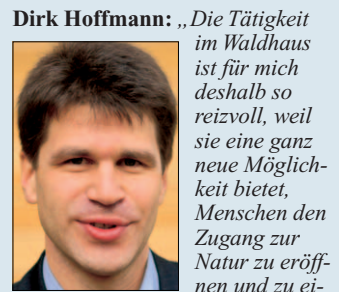 Dirk Hoffmann: „Die Tätigkeit
im Waldhaus
ist für mich
deshalb so
reizvoll, weil
sie eine ganz
neue Möglich-
keit bietet,
Menschen den
Zugang zur
Natur zu eröff-
nen und zu ei-